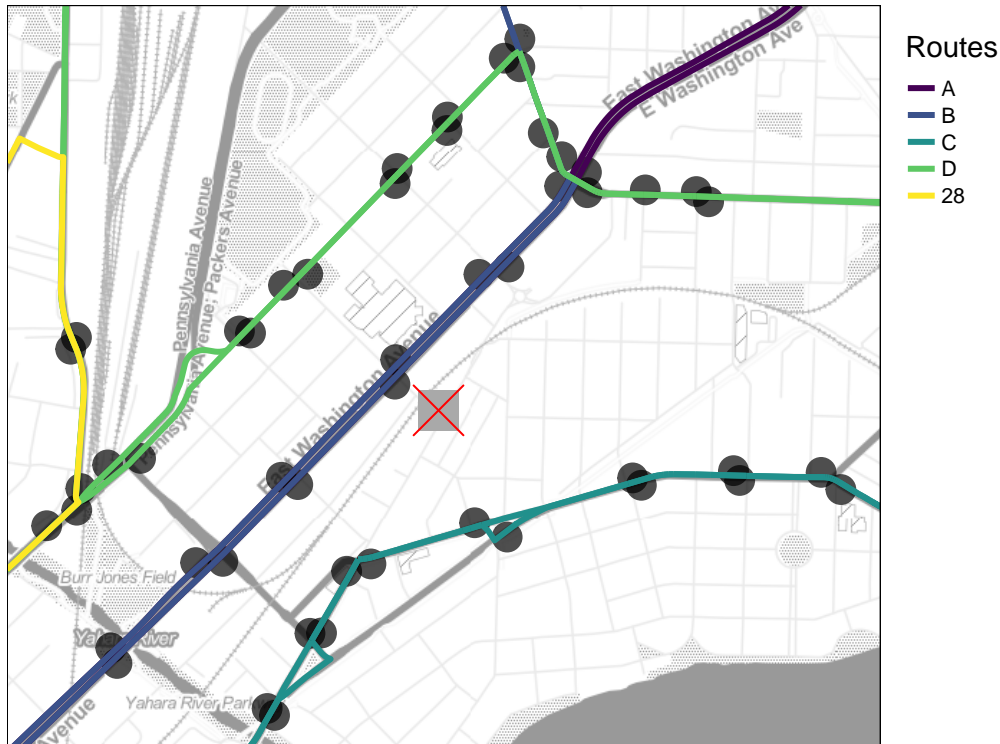 East Washington Ave
E Washington Ave
Routes
A
B
C
D
28
k
Pennsylvania Avenue
Pennsylvania Avenue; Packers Avenue
East Washington Avenue
Burr Jones Field
Yahara River
Yahara River Park
Avenue